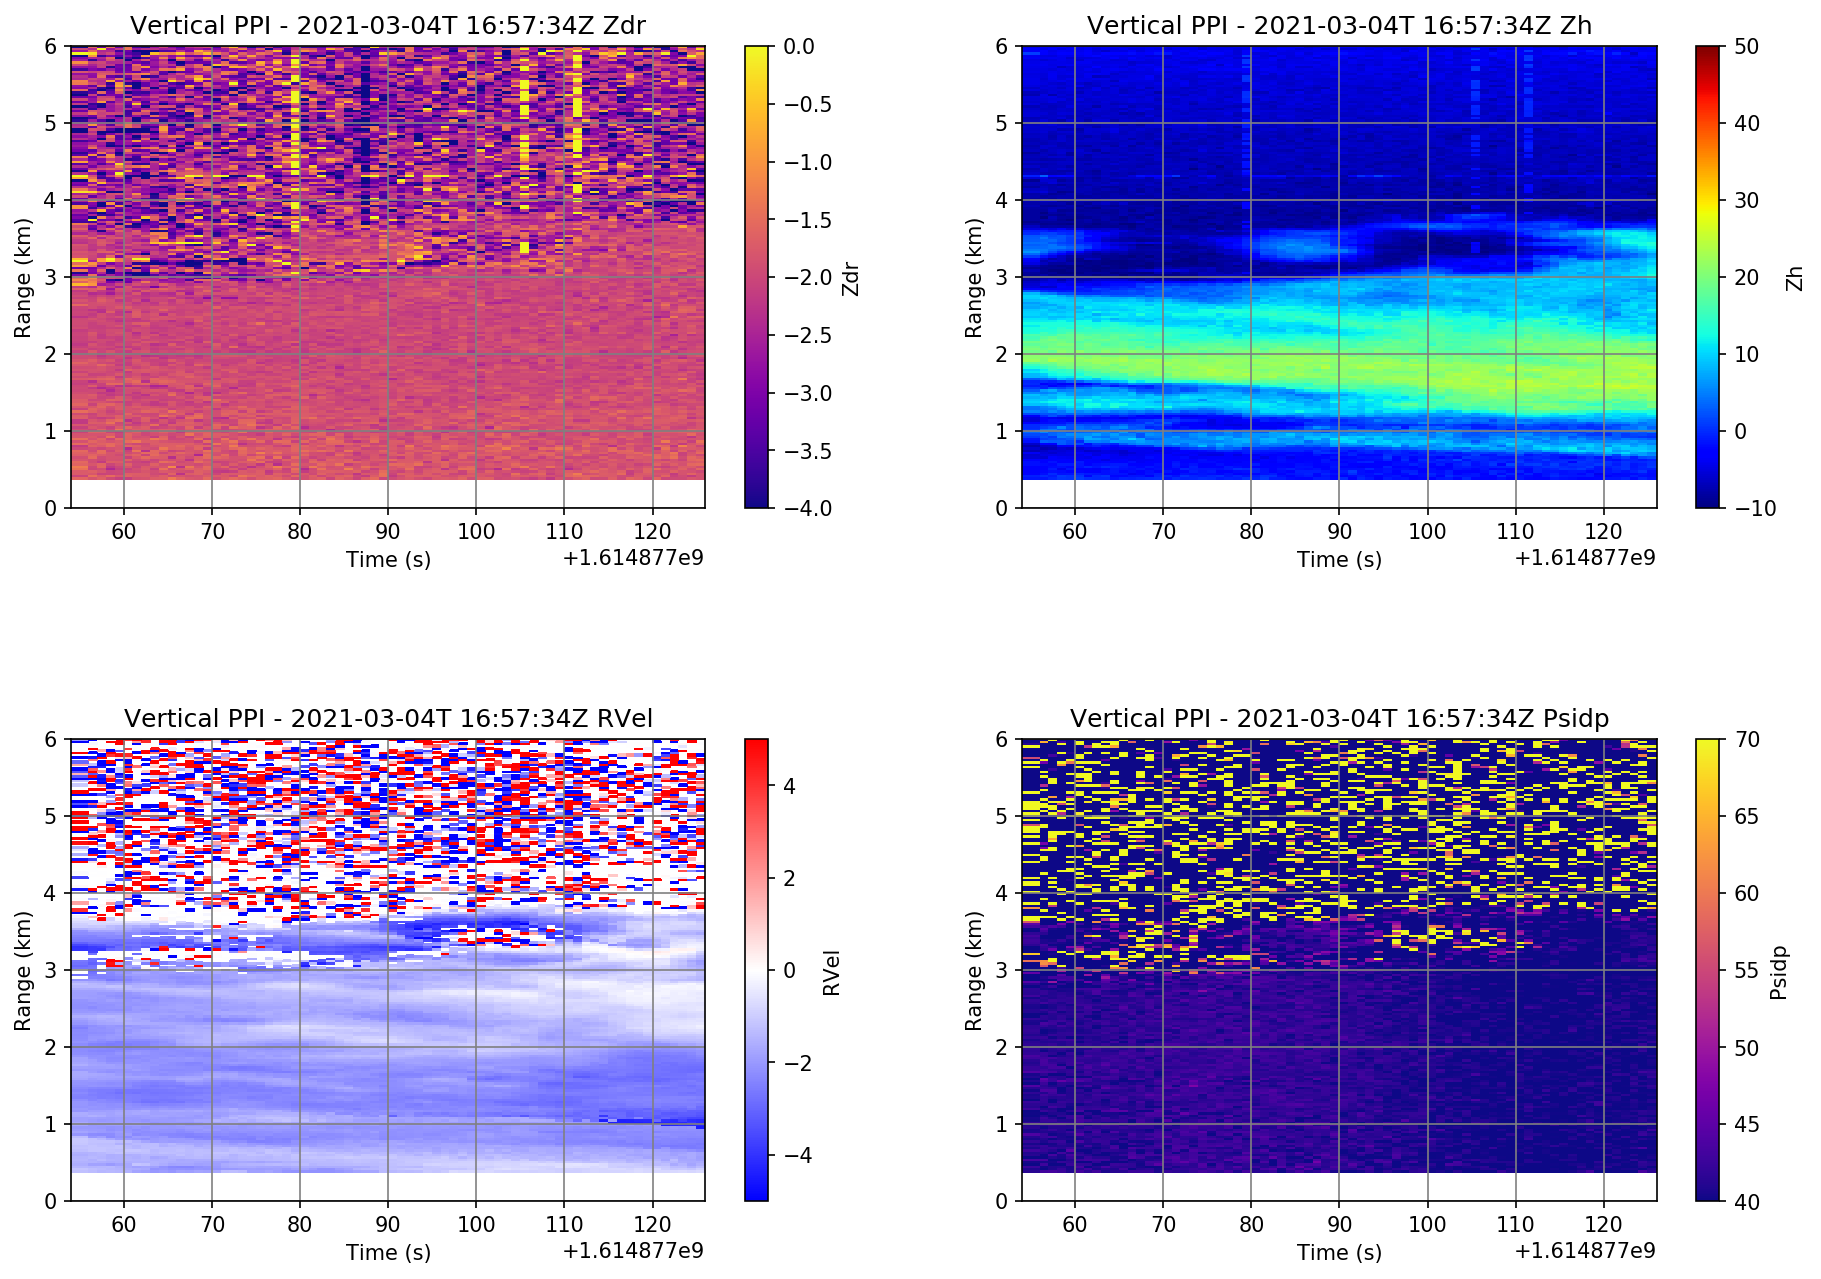 Vertical PPI - 2021-03-04T 16:57:34Z Zdr
6
5
4
3
2
1
0
Range (km)
60 70 80 90 100 110 120
Time (s)
+1.614877e9
0.0
−0.5
−1.0
−1.5
−2.0
−2.5
−3.0
−3.5
−4.0
Zdr
Vertical PPI - 2021-03-04T 16:57:34Z Zh
6
5
4
3
2
1
0
Range (km)
60 70 80 90 100 110 120
Time (s)
+1.614877e9
50
40
30
20
10
0
−10
Zh
Vertical PPI - 2021-03-04T 16:57:34Z RVel
6
5
4
3
2
1
0
Range (km)
60 70 80 90 100 110 120
Time (s)
+1.614877e9
4
2
0
−2
−4
RVel
Vertical PPI - 2021-03-04T 16:57:34Z Psidp
6
5
4
3
2
1
0
Range (km)
60 70 80 90 100 110 120
Time (s)
+1.614877e9
70
65
60
55
50
45
40
Psidp